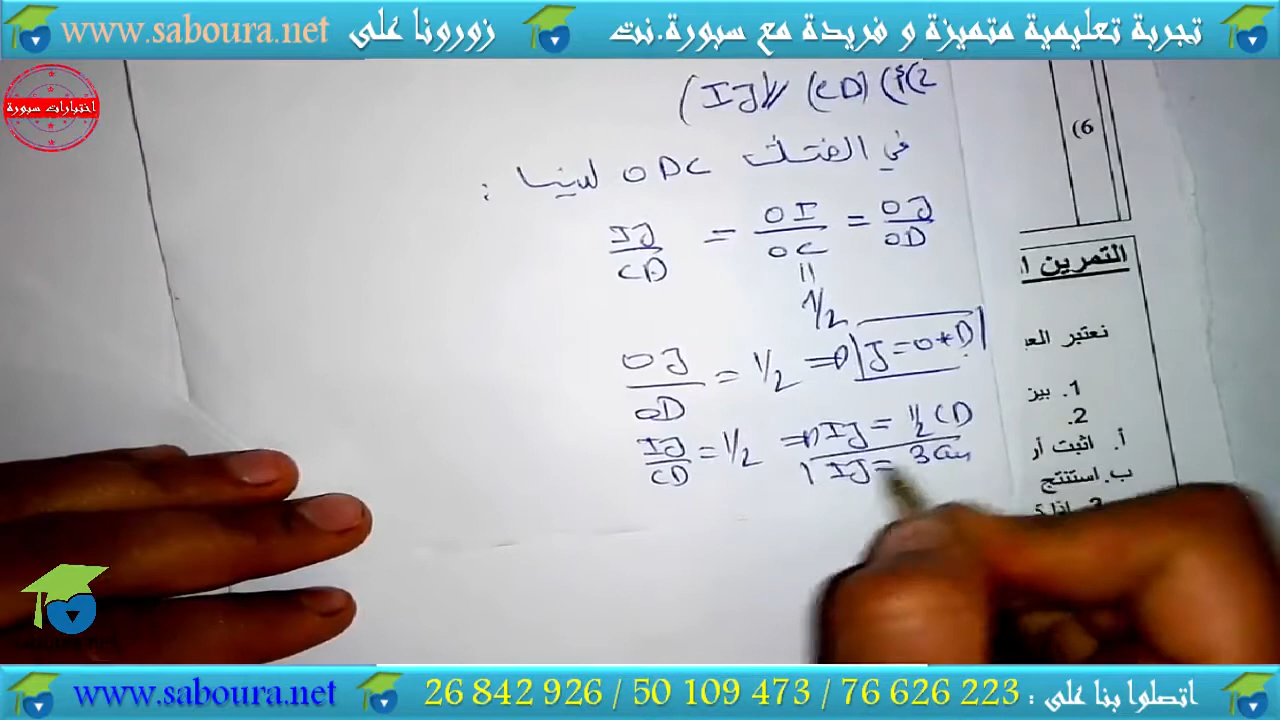 تجربة تعليمية متميزة و فريدة مع سبورة.نت زورونا على www.saboura.net
اختبارات سبورة
2)أ) (IJ)//(CD)
في المثلث ODC لدينا :
IJ/CD = OI/OC = OJ/OD
=
1/2
OJ/OD = 1/2 => J=O*D
IJ/CD = 1/2 => IJ = 1/2 CD
IJ = 3cm
6)
التمرين
نعتبر
1.
2.
أ. اثبت
ب. استنتج
اتصلوا بنا على : 26 842 926 / 50 109 473 / 76 626 223 www.saboura.net